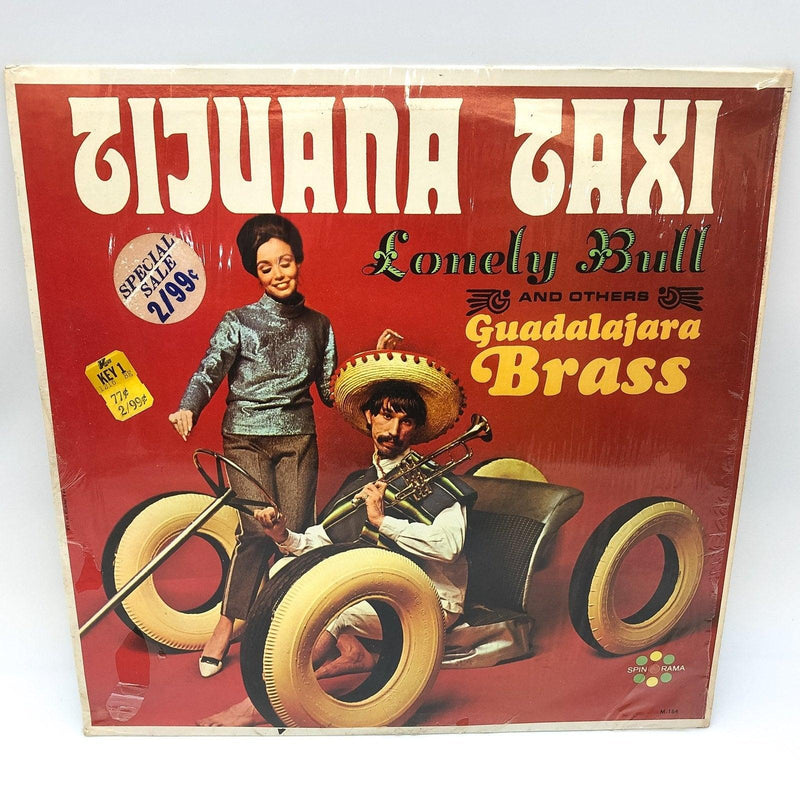 TIJUANA TAXI
Lonely Bull
AND OTHERS
Guadalajara
Brass
SPECIAL
SALE
2/99¢
KEY 1
77¢
2/99¢
SPIN O RAMA
M-164